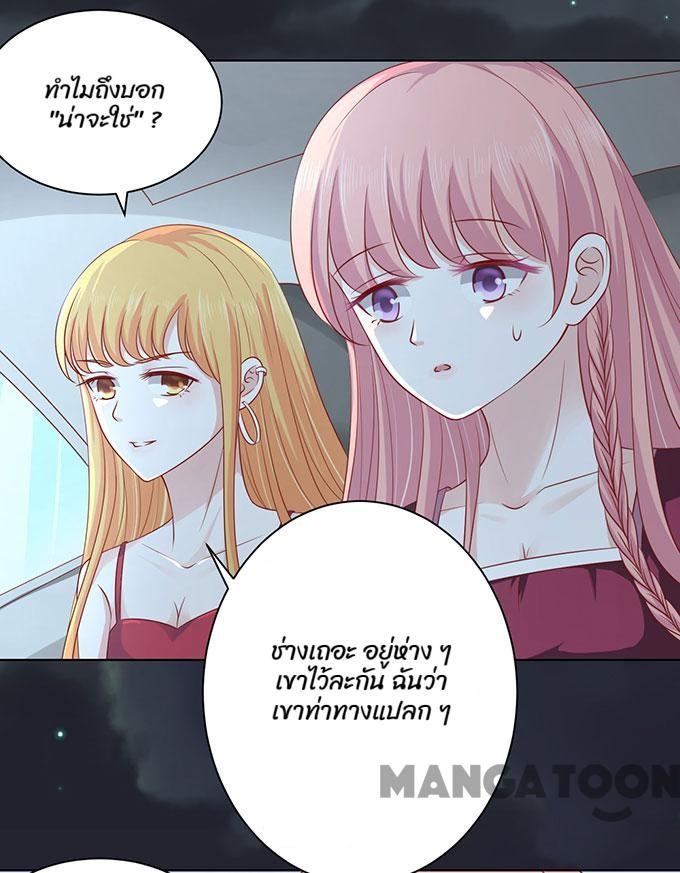 ทำไมถึงบอก
"น่าจะใช่" ?
ช่างเถอะ อยู่ห่าง ๆ
เขาไว้ละกัน ฉันว่า
เขาท่าทางแปลก ๆ
MANGATOON